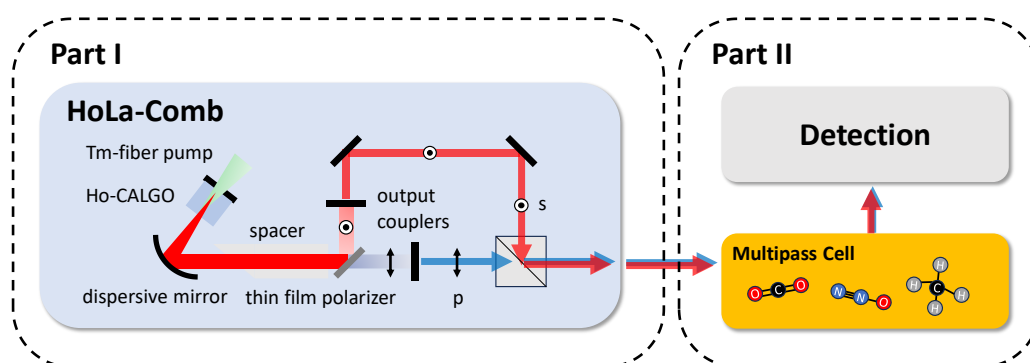 Part I
HoLa-Comb
Tm-fiber pump
Ho-CALGO
spacer
output
couplers
s
dispersive mirror
thin film polarizer
p
Part II
Detection
Multipass Cell
O C O
N N O
H
H C H
H